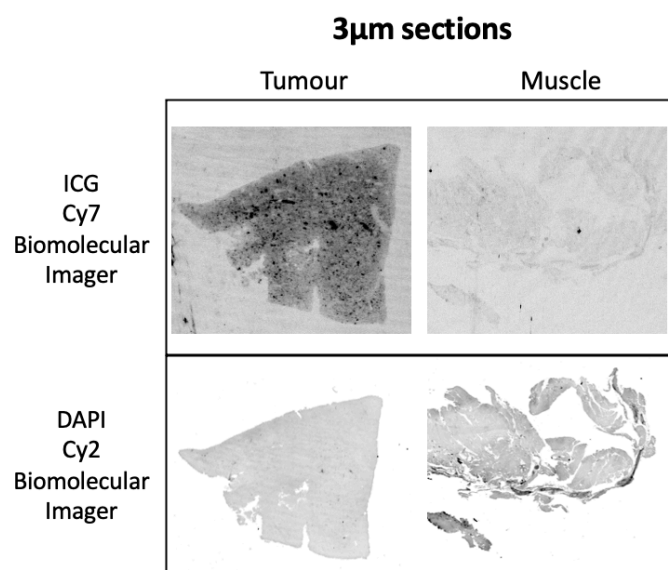 3µm sections
Tumour
Muscle
ICG
Cy7
Biomolecular
Imager
DAPI
Cy2
Biomolecular
Imager